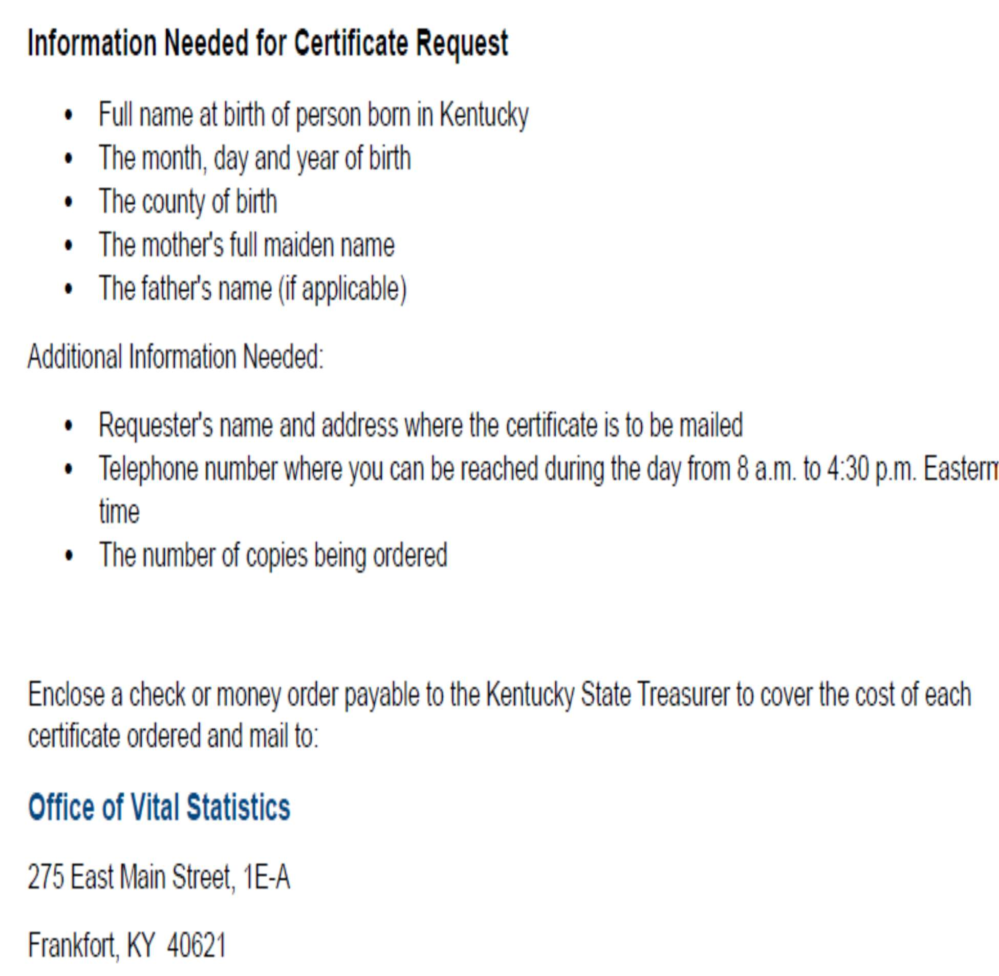 Information Needed for Certificate Request
• Full name at birth of person born in Kentucky
• The month, day and year of birth
• The county of birth
• The mother's full maiden name
• The father's name (if applicable)
Additional Information Needed:
• Requester's name and address where the certificate is to be mailed
• Telephone number where you can be reached during the day from 8 a.m. to 4:30 p.m. Eastern
time
• The number of copies being ordered
Enclose a check or money order payable to the Kentucky State Treasurer to cover the cost of each
certificate ordered and mail to:
Office of Vital Statistics
275 East Main Street, 1E-A
Frankfort, KY  40621